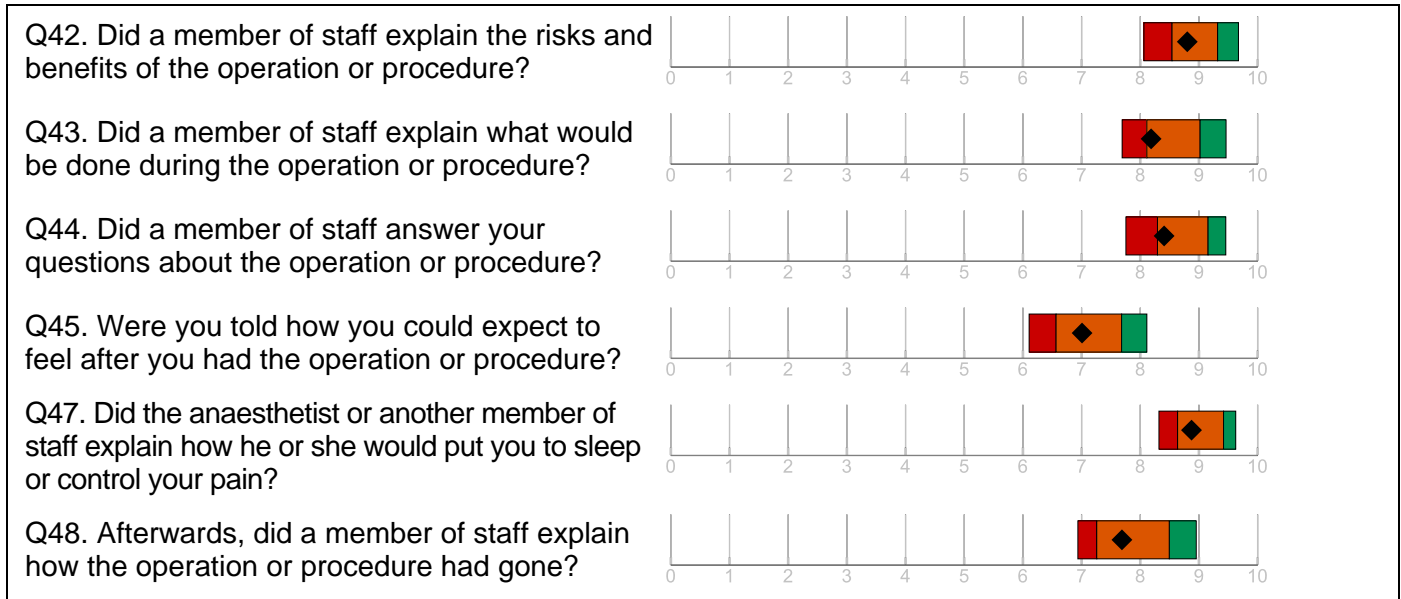 Q42. Did a member of staff explain the risks and
benefits of the operation or procedure?
0 1 2 3 4 5 6 7 8 9 10
Q43. Did a member of staff explain what would
be done during the operation or procedure?
0 1 2 3 4 5 6 7 8 9 10
Q44. Did a member of staff answer your
questions about the operation or procedure?
0 1 2 3 4 5 6 7 8 9 10
Q45. Were you told how you could expect to
feel after you had the operation or procedure?
0 1 2 3 4 5 6 7 8 9 10
Q47. Did the anaesthetist or another member of
staff explain how he or she would put you to sleep
or control your pain?
0 1 2 3 4 5 6 7 8 9 10
Q48. Afterwards, did a member of staff explain
how the operation or procedure had gone?
0 1 2 3 4 5 6 7 8 9 10